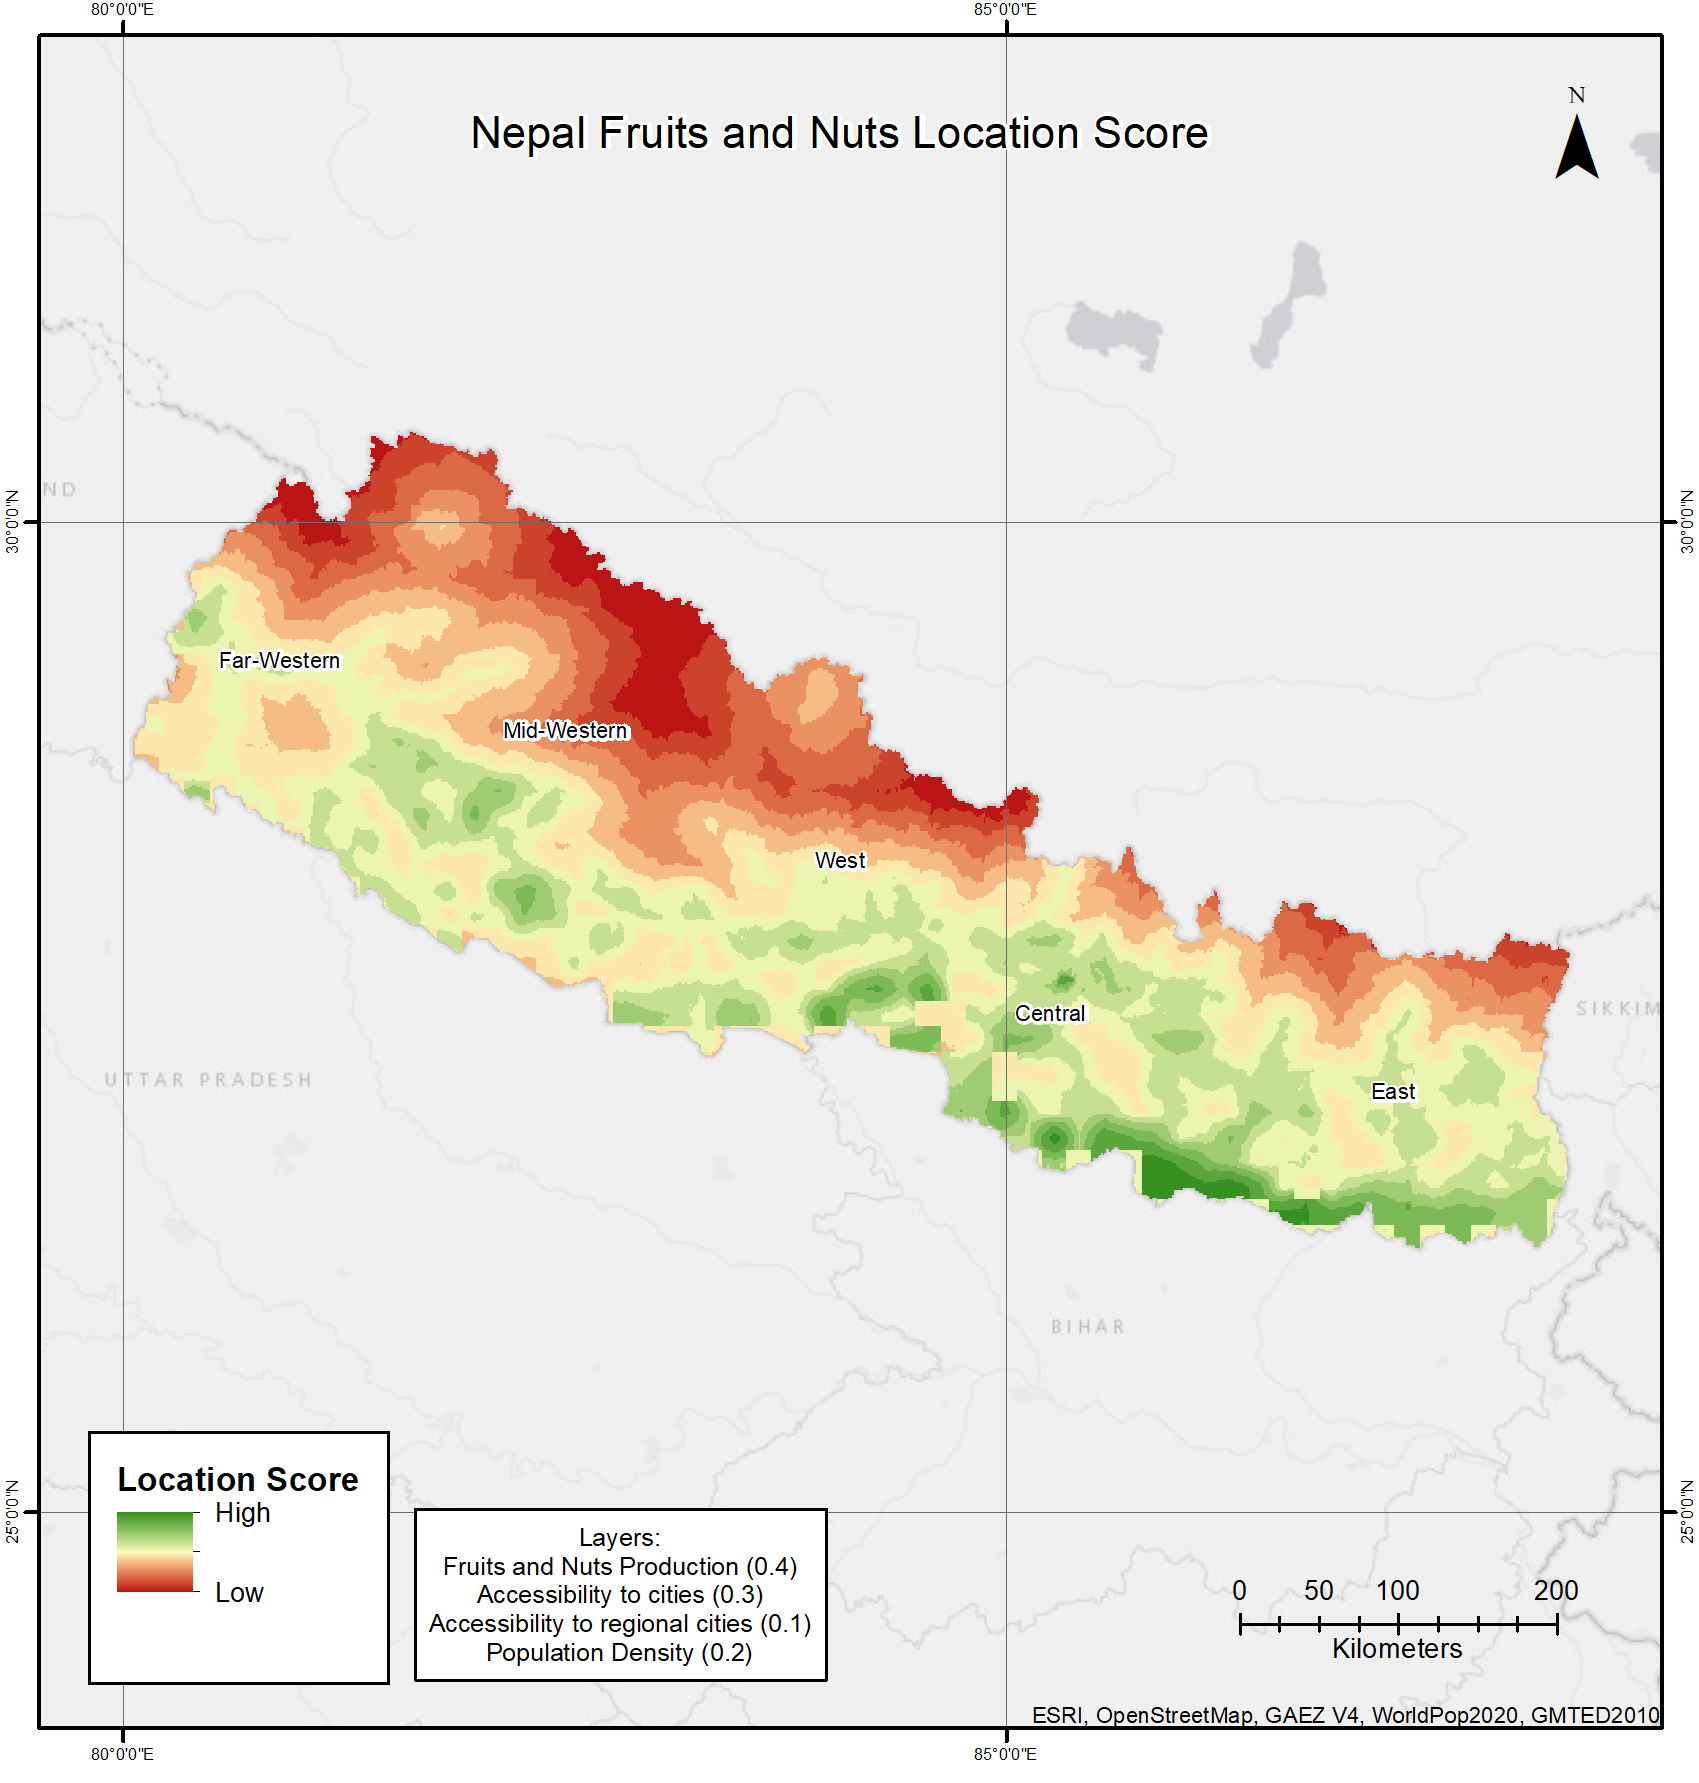 80°0'0"E
85°0'0"E
N
Nepal Fruits and Nuts Location Score
ND
30°0'0"N
30°0'0"N
Far-Western
Mid-Western
West
Central
SIKKIM
UTTAR PRADESH
East
BIHAR
Location Score
High
Low
25°0'0"N
25°0'0"N
Layers:
Fruits and Nuts Production (0.4)
Accessibility to cities (0.3)
Accessibility to regional cities (0.1)
Population Density (0.2)
0 50 100 200
Kilometers
ESRI, OpenStreetMap, GAEZ V4, WorldPop2020, GMTED2010
80°0'0"E
85°0'0"E